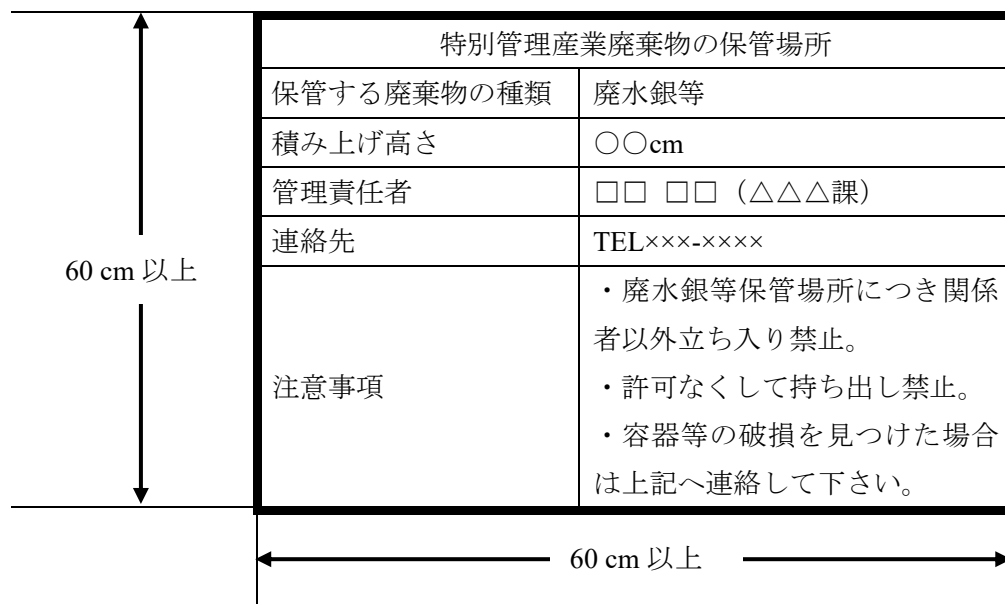 特別管理産業廃棄物の保管場所
保管する廃棄物の種類 廃水銀等
積み上げ高さ ○○cm
管理責任者 □□ □□（△△△課）
連絡先 TEL×××-××××
60 cm 以上
注意事項
・廃水銀等保管場所につき関係
者以外立ち入り禁止。
・許可なくして持ち出し禁止。
・容器等の破損を見つけた場合
は上記へ連絡して下さい。
60 cm 以上